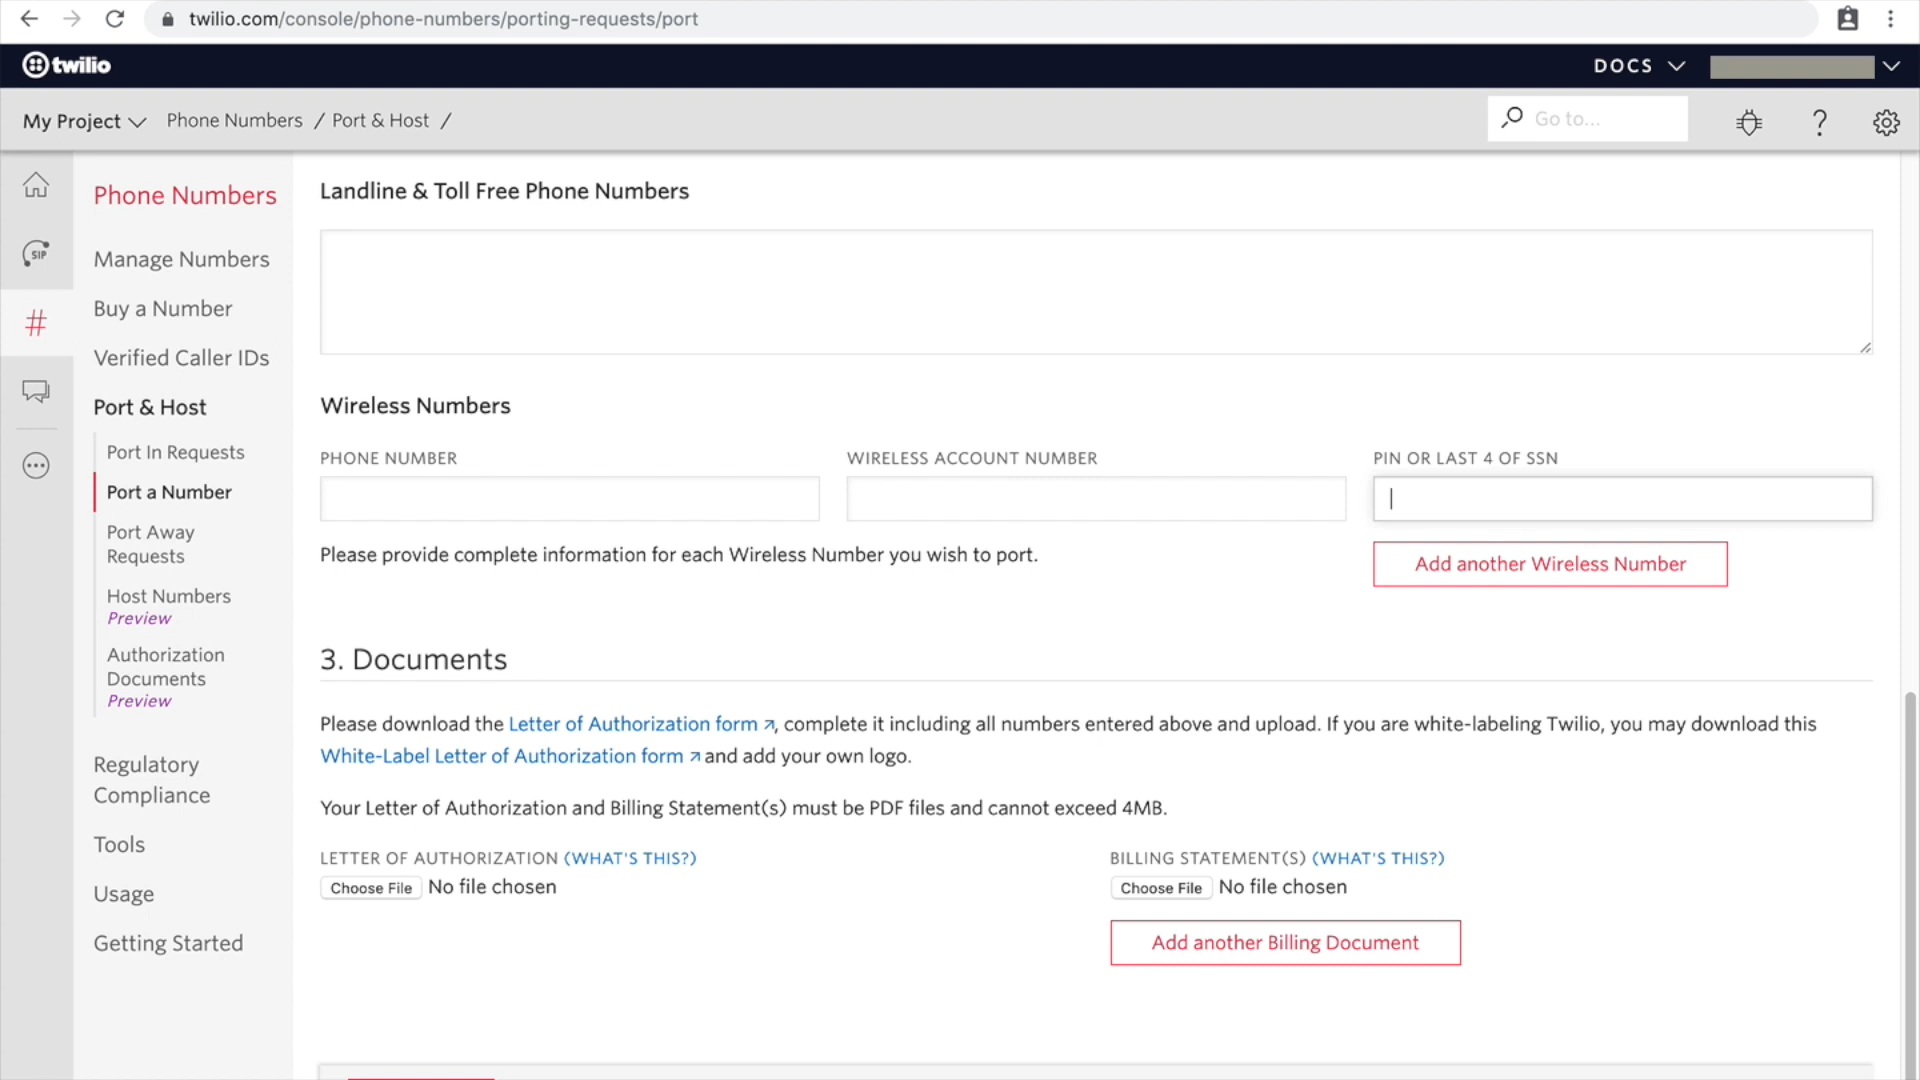 twilio.com/console/phone-numbers/porting-requests/port
twilio
DOCS
My Project
Phone Numbers / Port & Host /
Go to...
?
SIP
#
Phone Numbers
Manage Numbers
Buy a Number
Verified Caller IDs
Port & Host
Port In Requests
Port a Number
Port Away
Requests
Host Numbers
Preview
Authorization
Documents
Preview
Regulatory
Compliance
Tools
Usage
Getting Started
Landline & Toll Free Phone Numbers
Wireless Numbers
PHONE NUMBER
WIRELESS ACCOUNT NUMBER
PIN OR LAST 4 OF SSN
Please provide complete information for each Wireless Number you wish to port.
Add another Wireless Number
3. Documents
Please download the Letter of Authorization form, complete it including all numbers entered above and upload. If you are white-labeling Twilio, you may download this
White-Label Letter of Authorization form and add your own logo.
Your Letter of Authorization and Billing Statement(s) must be PDF files and cannot exceed 4MB.
LETTER OF AUTHORIZATION (WHAT'S THIS?)
Choose File No file chosen
BILLING STATEMENT(S) (WHAT'S THIS?)
Choose File No file chosen
Add another Billing Document